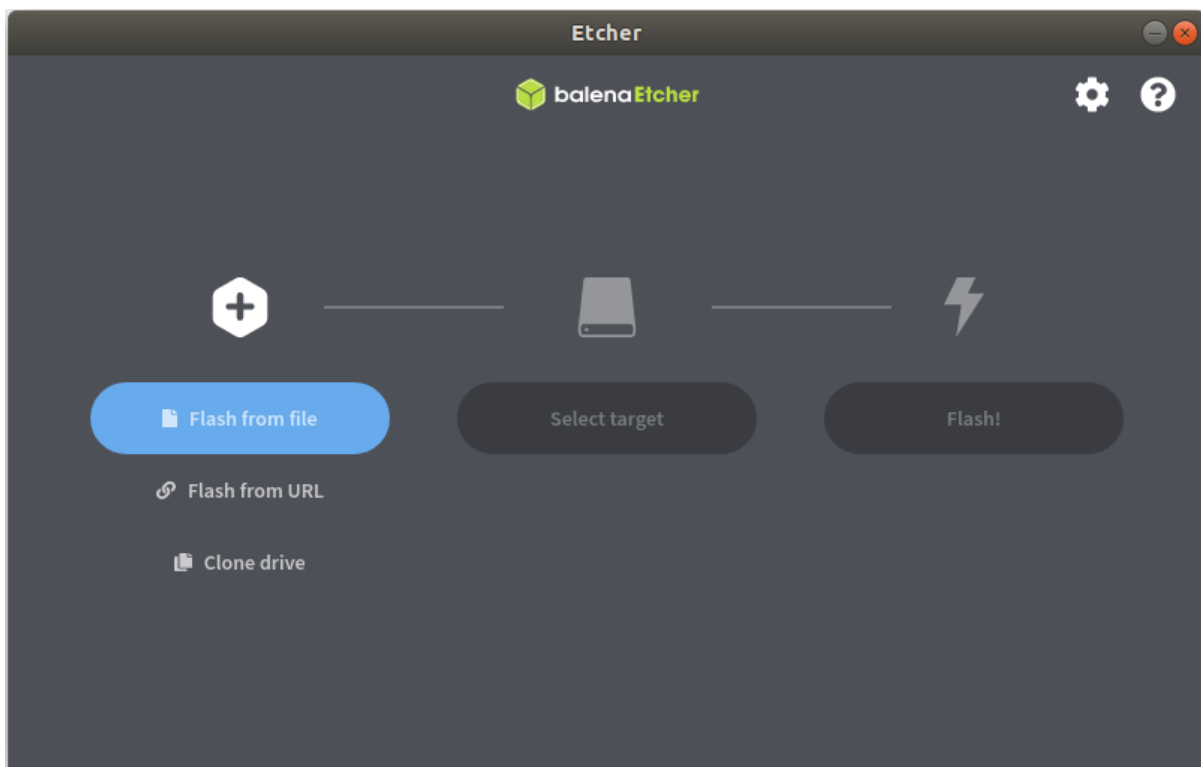 Etcher
balenaEtcher
Flash from file
Select target
Flash!
Flash from URL
Clone drive